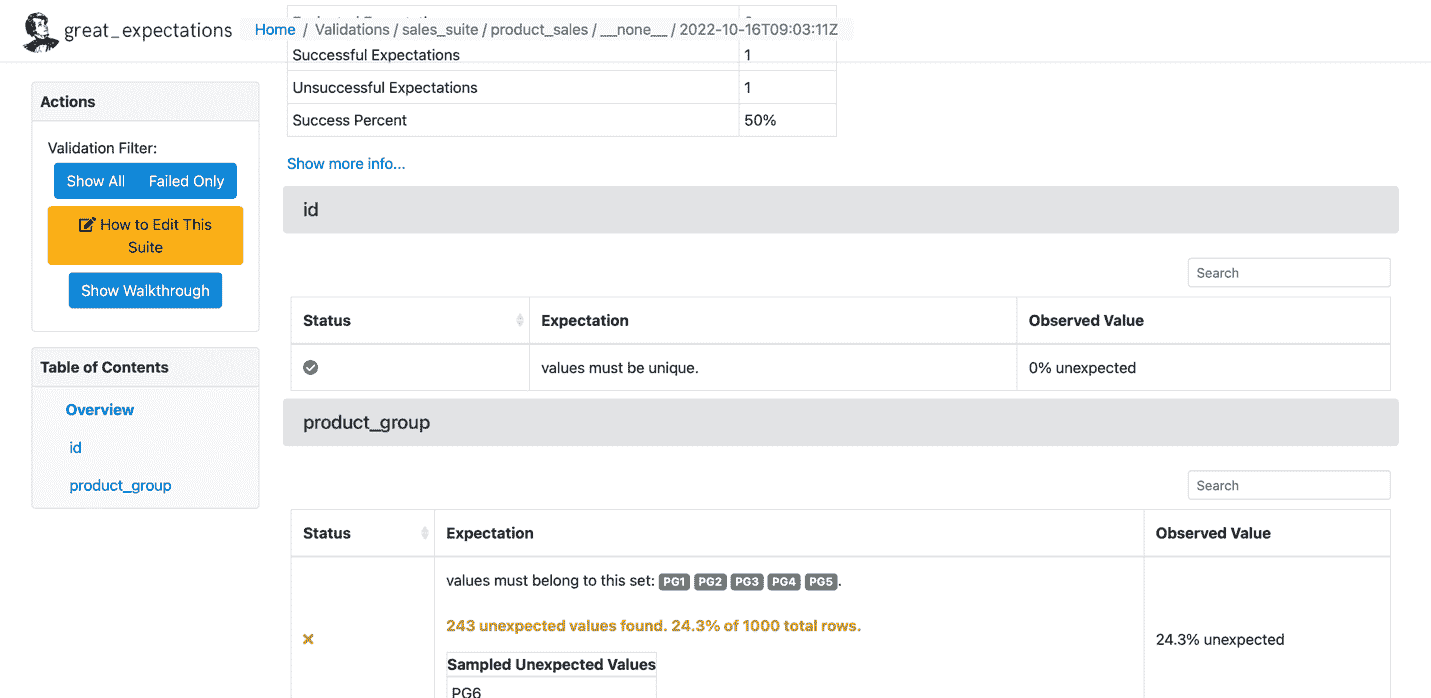 great_expectations
Home / Validations / sales_suite / product_sales / __none__ / 2022-10-16T09:03:11Z
Successful Expectations 1
Unsuccessful Expectations 1
Success Percent 50%
Show more info...
Actions
Validation Filter:
Show All Failed Only
How to Edit This
Suite
Show Walkthrough
Table of Contents
Overview
id
product_group
id
Search
Status Expectation Observed Value
values must be unique. 0% unexpected
product_group
Search
Status Expectation Observed Value
values must belong to this set: PG1 PG2 PG3 PG4 PG5.
243 unexpected values found. 24.3% of 1000 total rows.
24.3% unexpected
Sampled Unexpected Values
PG6